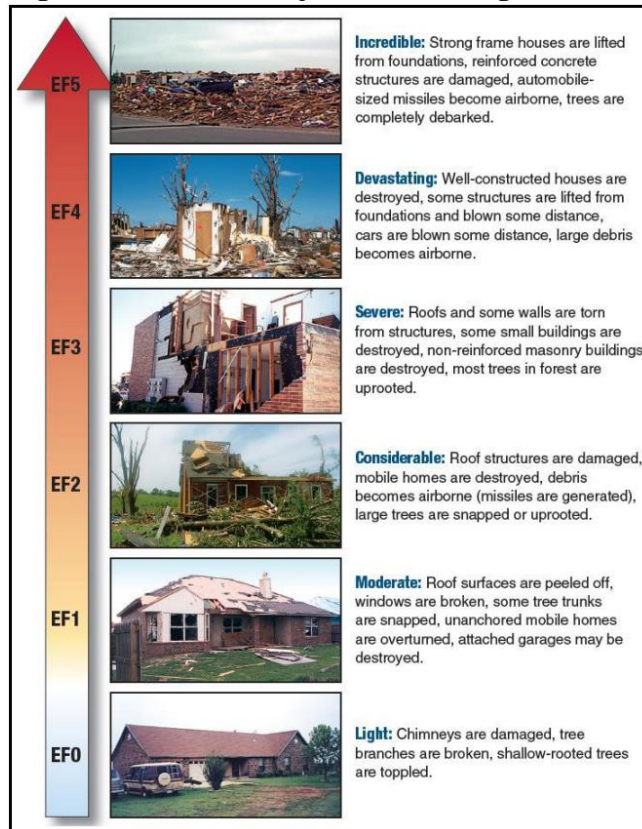 EF5
Incredible: Strong frame houses are lifted
from foundations, reinforced concrete
structures are damaged, automobile-
sized missiles become airborne, trees are
completely debarked.
EF4
Devastating: Well-constructed houses are
destroyed, some structures are lifted from
foundations and blown some distance,
cars are blown some distance, large debris
becomes airborne.
EF3
Severe: Roofs and some walls are torn
from structures, some small buildings are
destroyed, non-reinforced masonry buildings
are destroyed, most trees in forest are
uprooted.
EF2
Considerable: Roof structures are damaged,
mobile homes are destroyed, debris
becomes airborne (missiles are generated),
large trees are snapped or uprooted.
EF1
Moderate: Roof surfaces are peeled off,
windows are broken, some tree trunks
are snapped, unanchored mobile homes
are overturned, attached garages may be
destroyed.
EF0
Light: Chimneys are damaged, tree
branches are broken, shallow-rooted trees
are toppled.